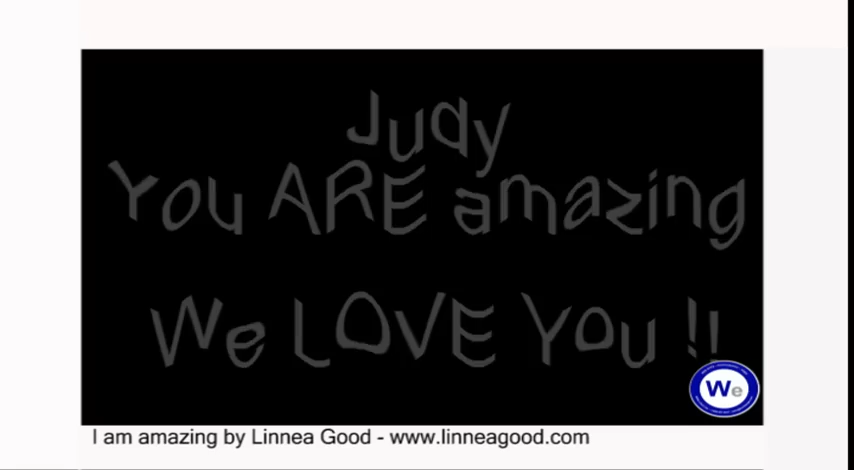 Judy
You ARE amazing
We LOVE You !!
We
I am amazing by Linnea Good - www.linneagood.com